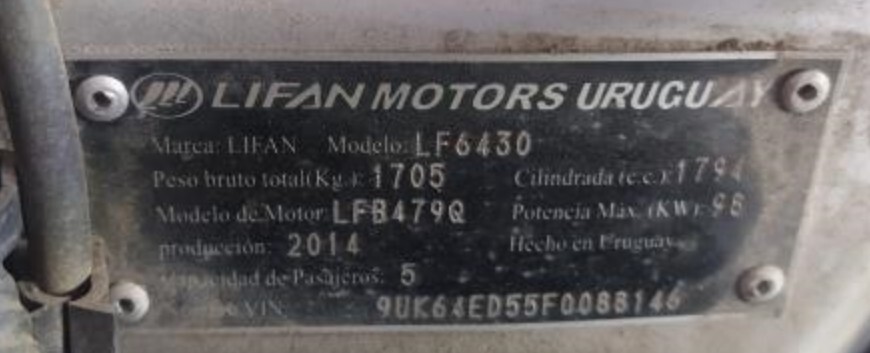 LIFAN MOTORS URUGUAY
Marca: LIFAN Modelo: LF6430
Peso bruto total(Kg.): 1705 Cilindrada (c.c.): 1794
Modelo de Motor: LFB479Q Potencia Máx. (KW): 98
producción: 2014 Hecho en Uruguay
Capacidad de Pasajeros: 5
VIN: 9UK64ED55F0088146